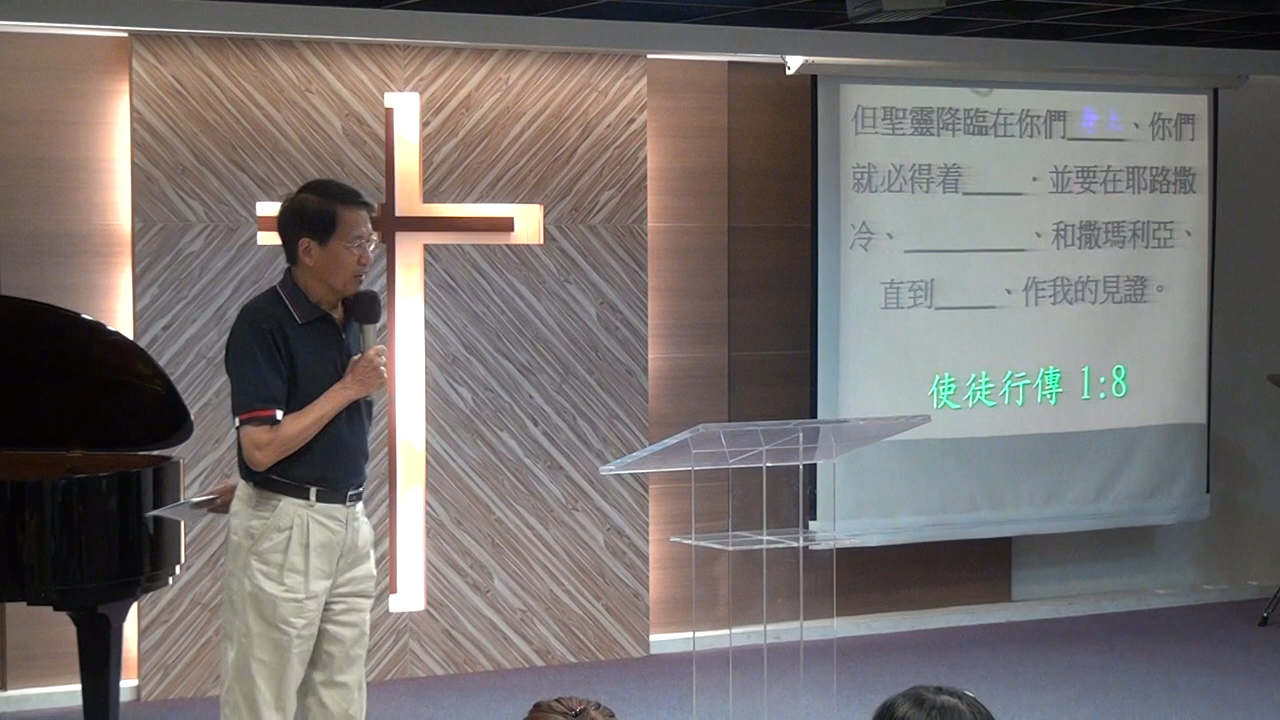 但聖靈降臨在你們____、你們
就必得着____．並要在耶路撒
冷、________、和撒瑪利亞、
直到____、作我的見證。
使徒行傳 1:8